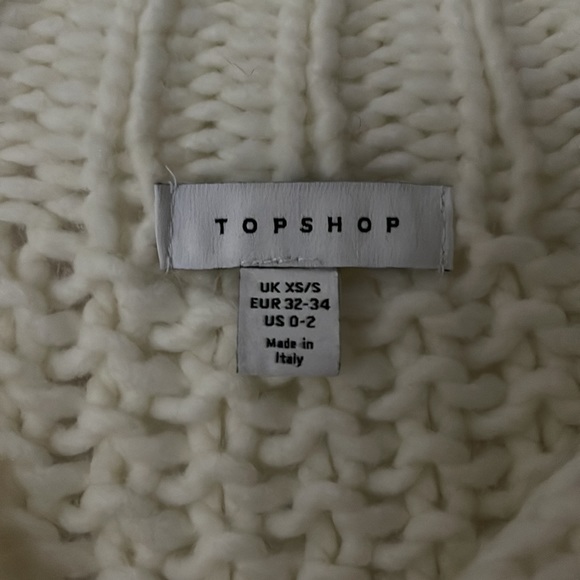 TOPSHOP
UK XS/S
EUR 32-34
US 0-2
Made in
Italy